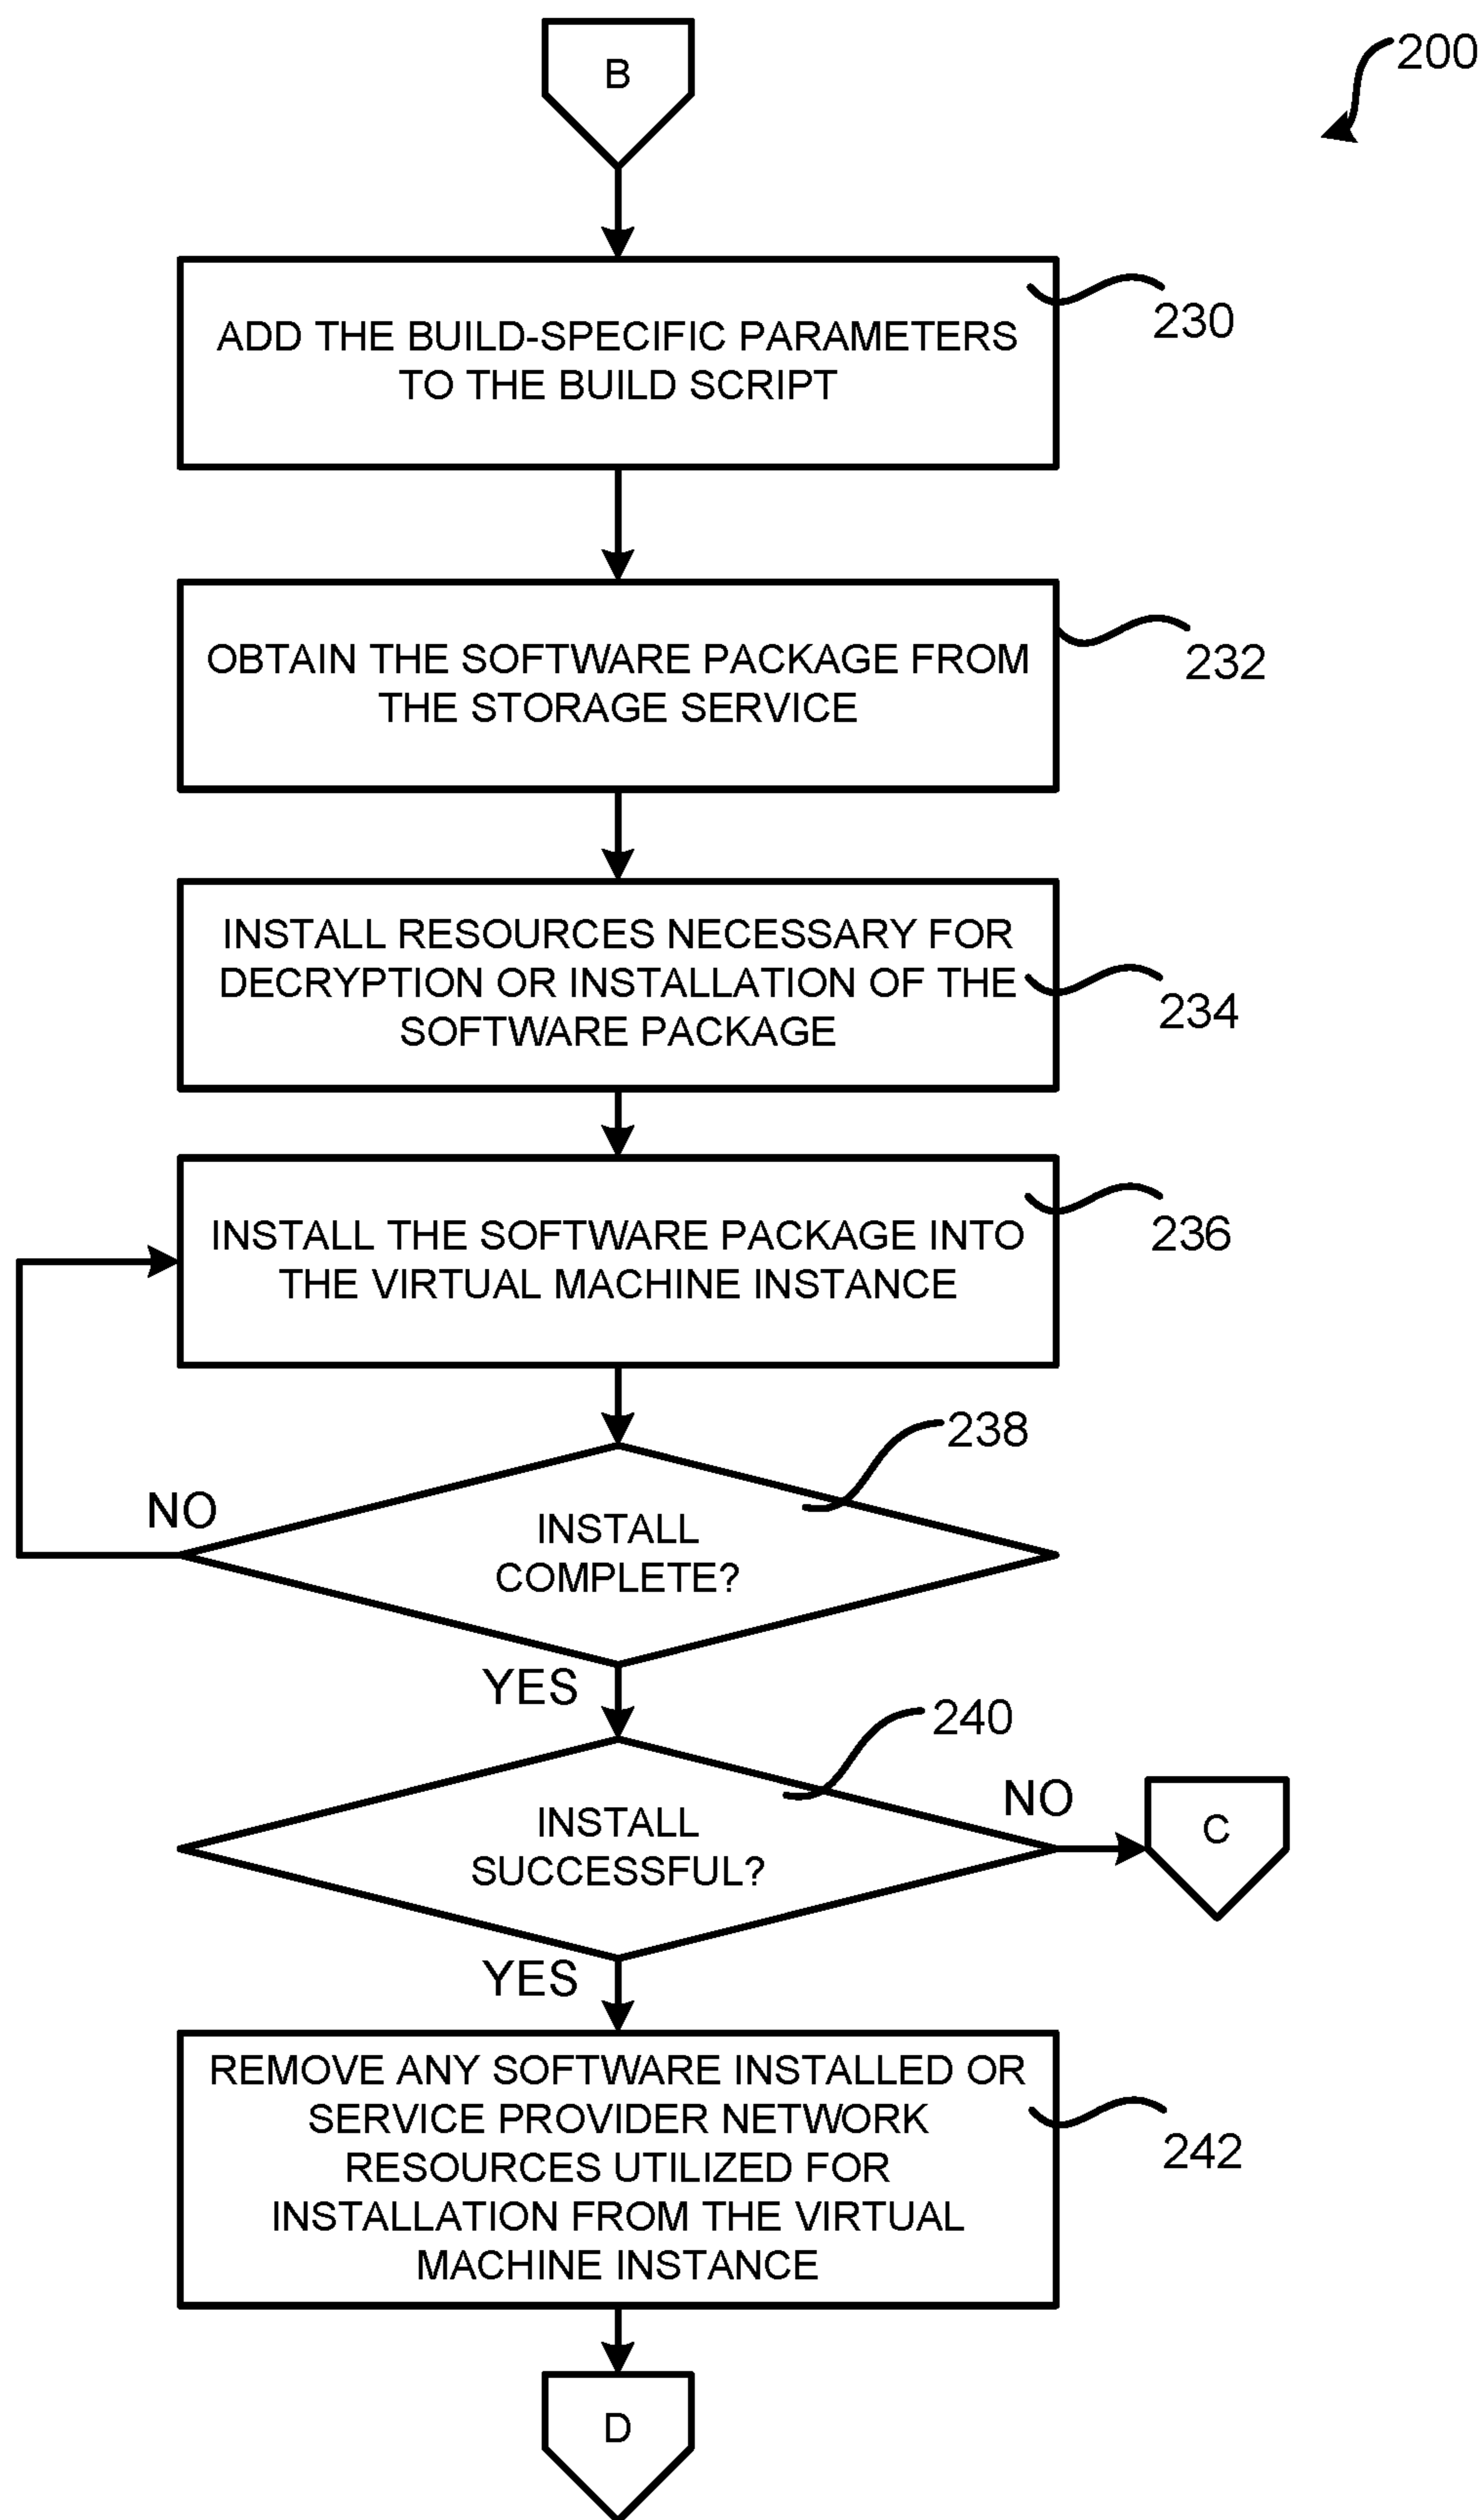 B
200
ADD THE BUILD-SPECIFIC PARAMETERS
TO THE BUILD SCRIPT
230
OBTAIN THE SOFTWARE PACKAGE FROM
THE STORAGE SERVICE
232
INSTALL RESOURCES NECESSARY FOR
DECRYPTION OR INSTALLATION OF THE
SOFTWARE PACKAGE
234
INSTALL THE SOFTWARE PACKAGE INTO
THE VIRTUAL MACHINE INSTANCE
236
238
NO
INSTALL
COMPLETE?
YES
240
NO
INSTALL
SUCCESSFUL?
C
YES
REMOVE ANY SOFTWARE INSTALLED OR
SERVICE PROVIDER NETWORK
RESOURCES UTILIZED FOR
INSTALLATION FROM THE VIRTUAL
MACHINE INSTANCE
242
D